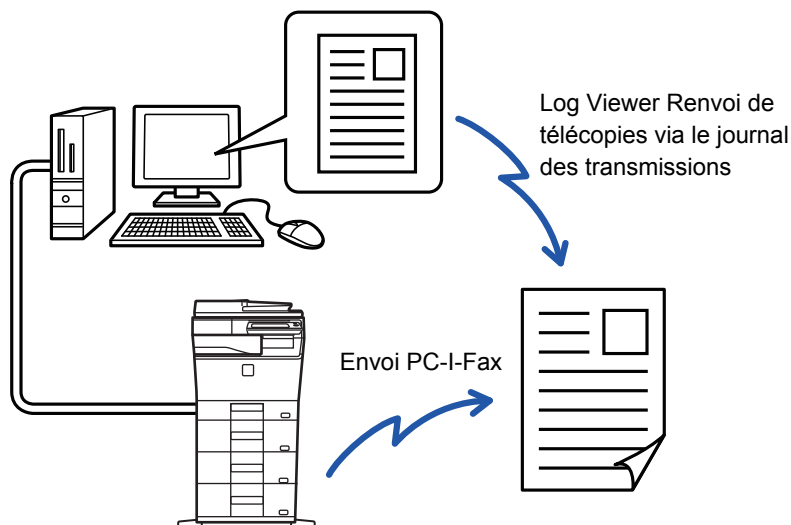 Log Viewer Renvoi de
télécopies via le journal
des transmissions
Envoi PC-I-Fax